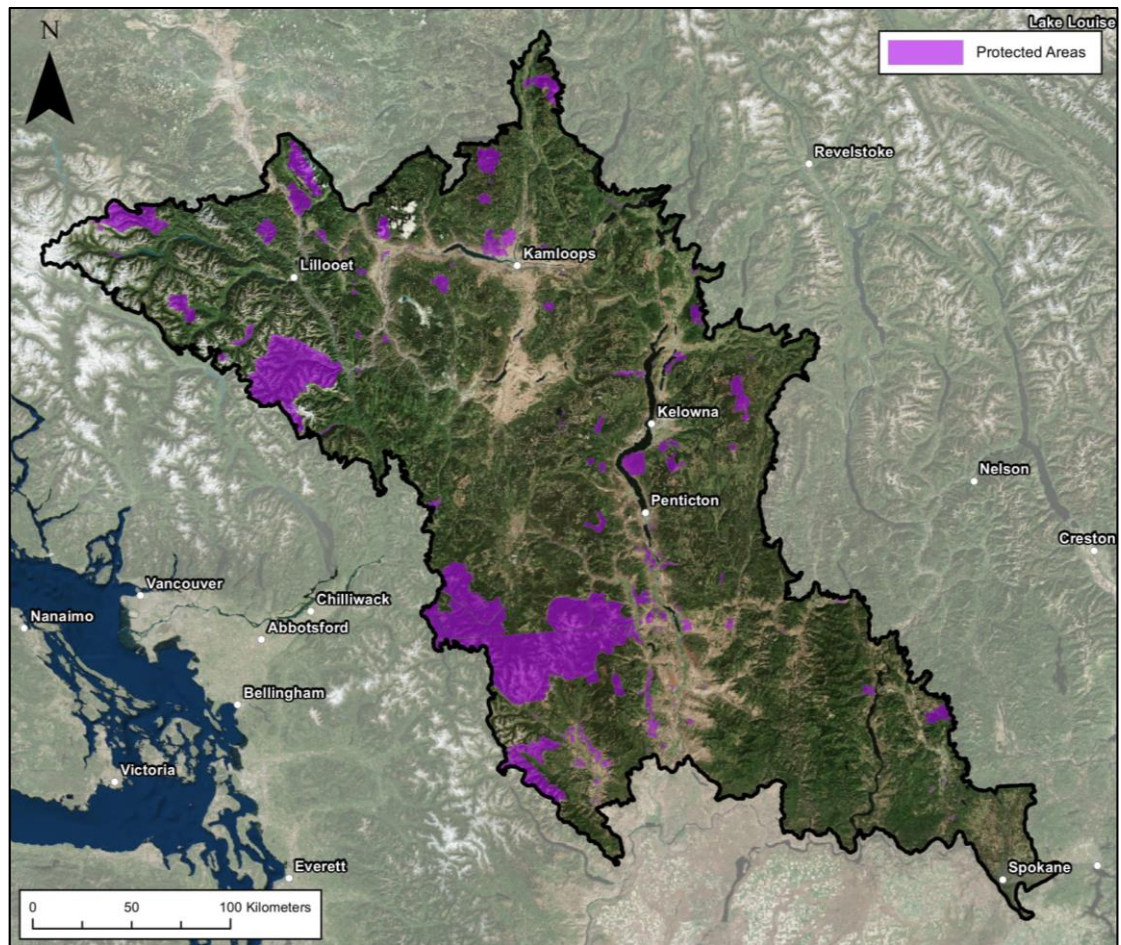 N
Lake Louise
Protected Areas
Revelstoke
Kamloops
Lillooet
Kelowna
Nelson
Penticton
Creston
Vancouver
Chilliwack
Nanaimo
Abbotsford
Bellingham
Victoria
Everett
Spokane
0 50 100 Kilometers